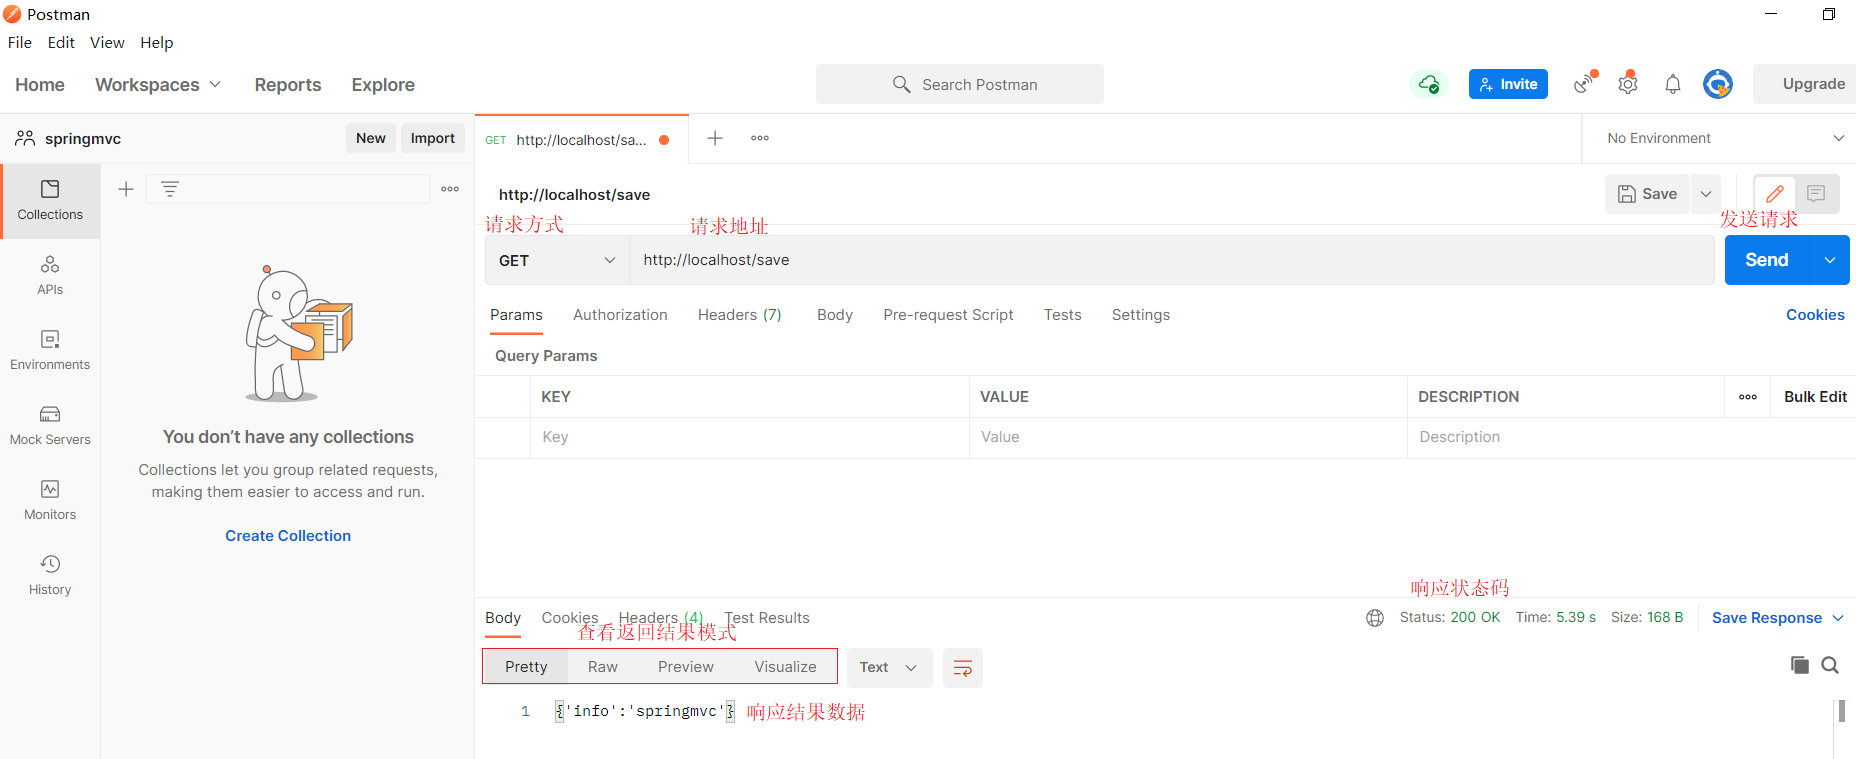 Postman
File Edit View Help
Home Workspaces Reports Explore Search Postman Invite Upgrade
springmvc New Import GET http://localhost/sa... No Environment
Collections
APIs
Environments
Mock Servers
Monitors
History
You don't have any collections
Collections let you group related requests,
making them easier to access and run.
Create Collection
http://localhost/save Save
请求方式 请求地址 发送请求
GET http://localhost/save Send
Params Authorization Headers (7) Body Pre-request Script Tests Settings Cookies
Query Params
KEY VALUE DESCRIPTION Bulk Edit
Key Value Description
响应状态码
Body Cookies Headers (4) Test Results Status: 200 OK Time: 5.39 s Size: 168 B Save Response
查看返回结果模式
Pretty Raw Preview Visualize Text
1 {'info':'springmvc'} 响应结果数据